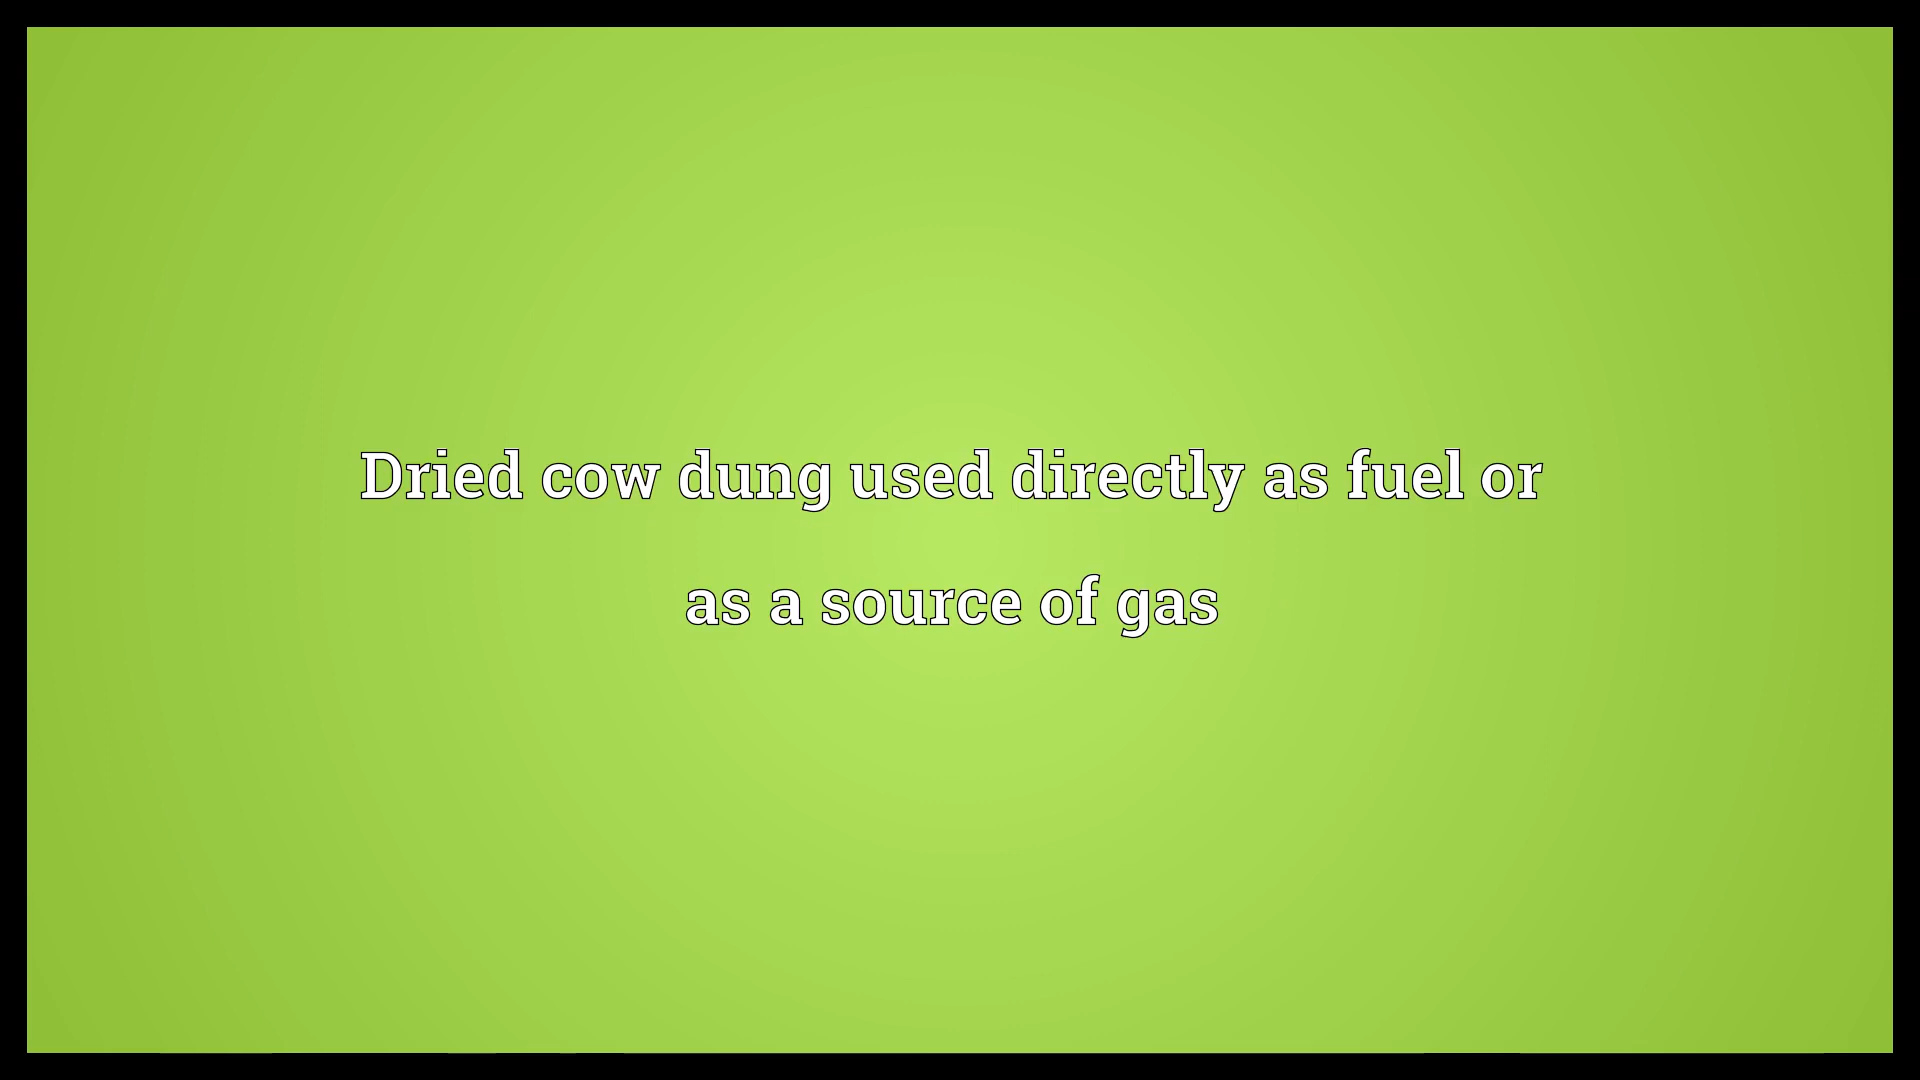 Dried cow dung used directly as fuel or
as a source of gas